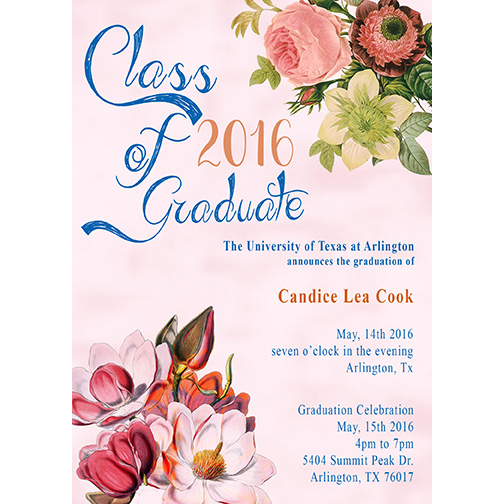 Class
of 2016
Graduate
The University of Texas at Arlington
announces the graduation of
Candice Lea Cook
May, 14th 2016
seven o'clock in the evening
Arlington, Tx
Graduation Celebration
May, 15th 2016
4pm to 7pm
5404 Summit Peak Dr.
Arlington, TX 76017